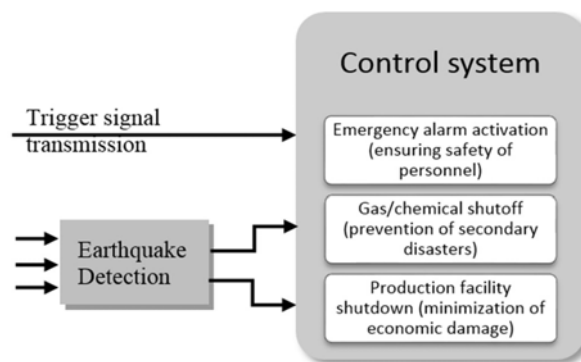 Control system
Trigger signal
transmission
Emergency alarm activation
(ensuring safety of
personnel)
Gas/chemical shutoff
(prevention of secondary
disasters)
Earthquake
Detection
Production facility
shutdown (minimization of
economic damage)